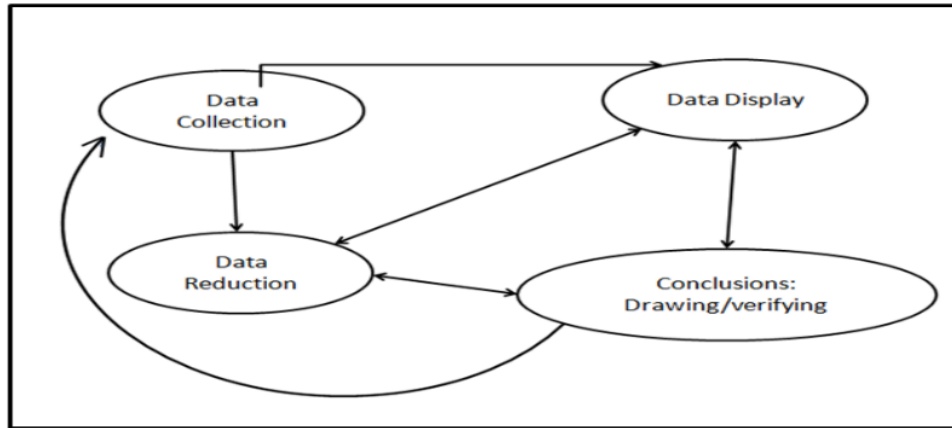 Data
Collection
Data Display
Data
Reduction
Conclusions:
Drawing/verifying